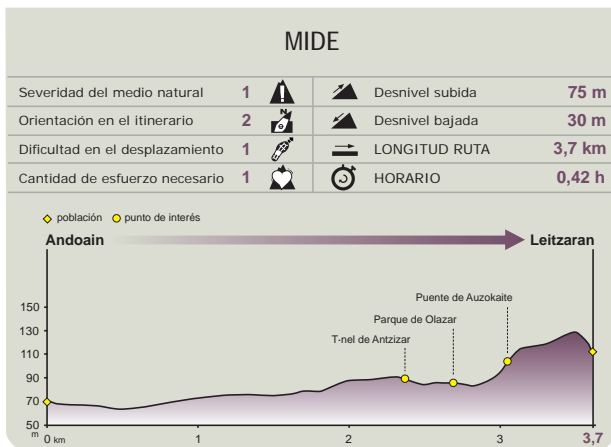 MIDE
Severidad del medio natural 1
Desnivel subida 75 m
Orientación en el itinerario 2
N
Desnivel bajada 30 m
Dificultad en el desplazamiento 1
LONGITUD RUTA 3,7 km
Cantidad de esfuerzo necesario 1
HORARIO 0,42 h
población punto de interés
Andoain Leitzaran
Puente de Auzokaite
Parque de Olazar
T-nel de Antzizar
150
130
110
90
70
50
m
0 km 1 2 3 3,7